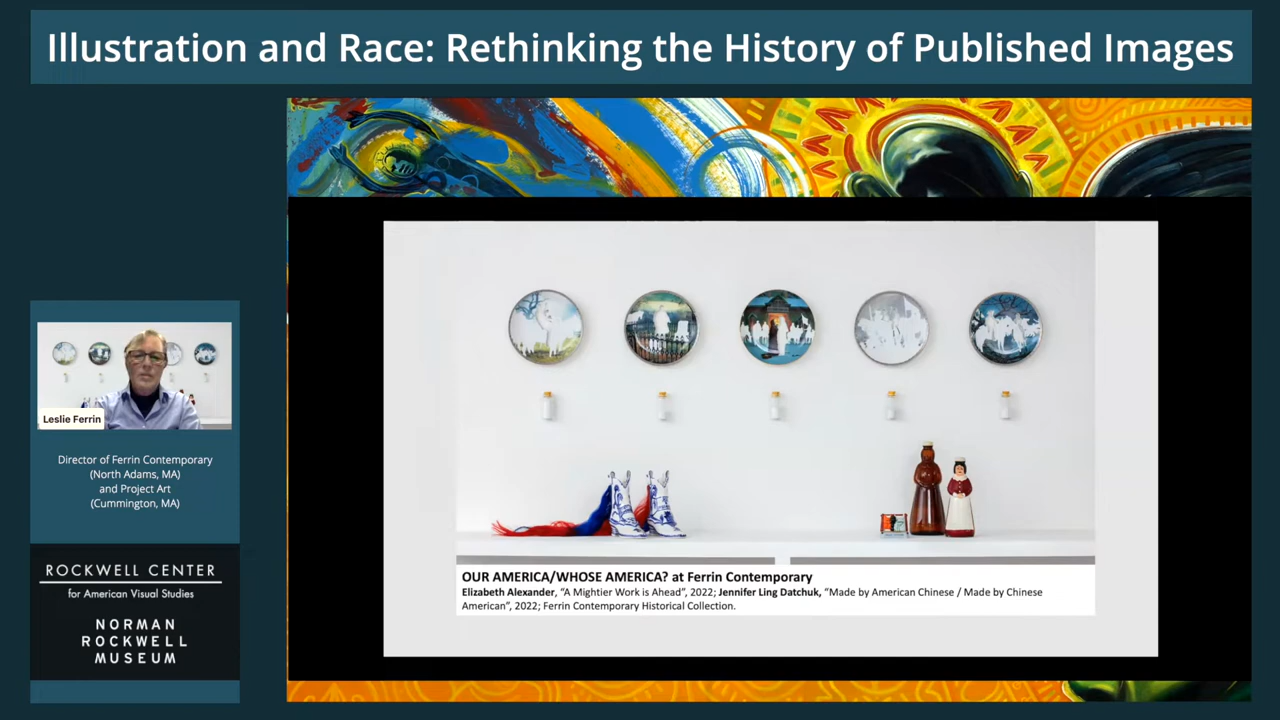 Illustration and Race: Rethinking the History of Published Images
Leslie Ferrin
Director of Ferrin Contemporary
(North Adams, MA)
and Project Art
(Cummington, MA)
ROCKWELL CENTER
for American Visual Studies
NORMAN
ROCKWELL
MUSEUM
OUR AMERICA/WHOSE AMERICA? at Ferrin Contemporary
Elizabeth Alexander, “A Mightier Work is Ahead”, 2022; Jennifer Ling Datchuk, “Made by American Chinese / Made by Chinese
American”, 2022; Ferrin Contemporary Historical Collection.